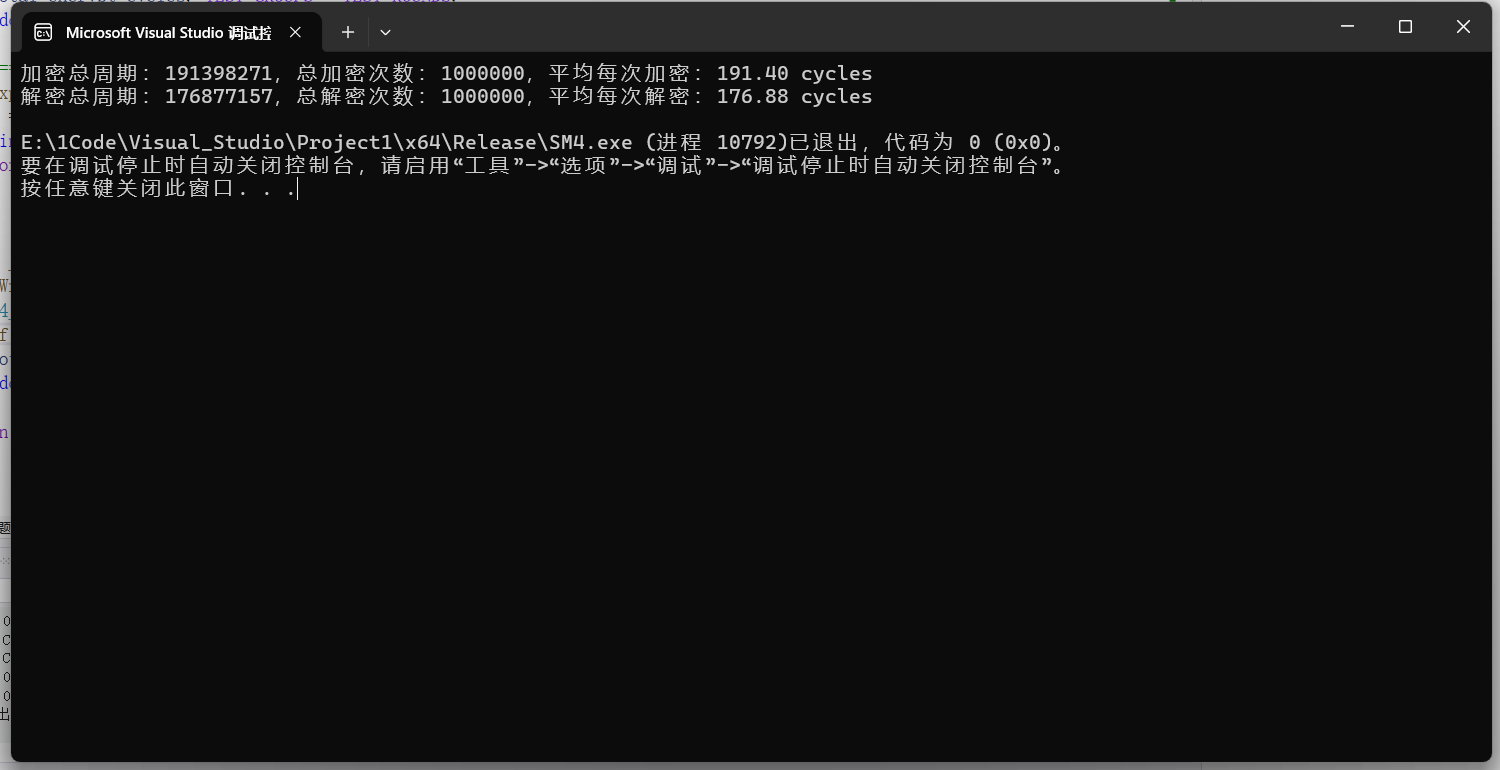 Microsoft Visual Studio 调试控
加密总周期: 191398271, 总加密次数: 1000000, 平均每次加密: 191.40 cycles
解密总周期: 176877157, 总解密次数: 1000000, 平均每次解密: 176.88 cycles
E:\1Code\Visual_Studio\Project1\x64\Release\SM4.exe (进程 10792)已退出，代码为 0 (0x0)。
要在调试停止时自动关闭控制台，请启用“工具”->“选项”->“调试”->“调试停止时自动关闭控制台”。
按任意键关闭此窗口. . .